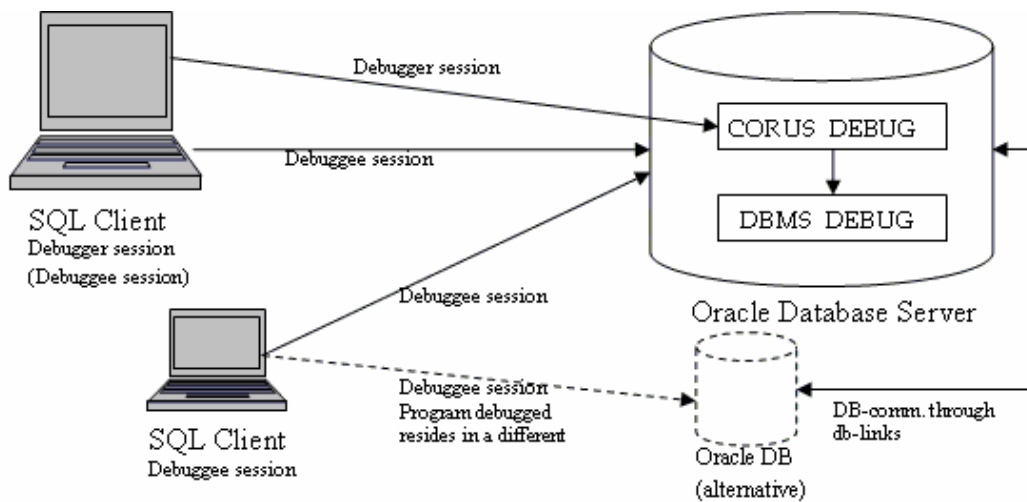 Debugger session
CORUS DEBUG
Debuggee session
DBMS DEBUG
SQL Client
Debugger session
(Debuggee session)
Debuggee session
Oracle Database Server
Debuggee session
Program debugged
resides in a different
DB-comm. through
db-links
SQL Client
Debuggee session
Oracle DB
(alternative)